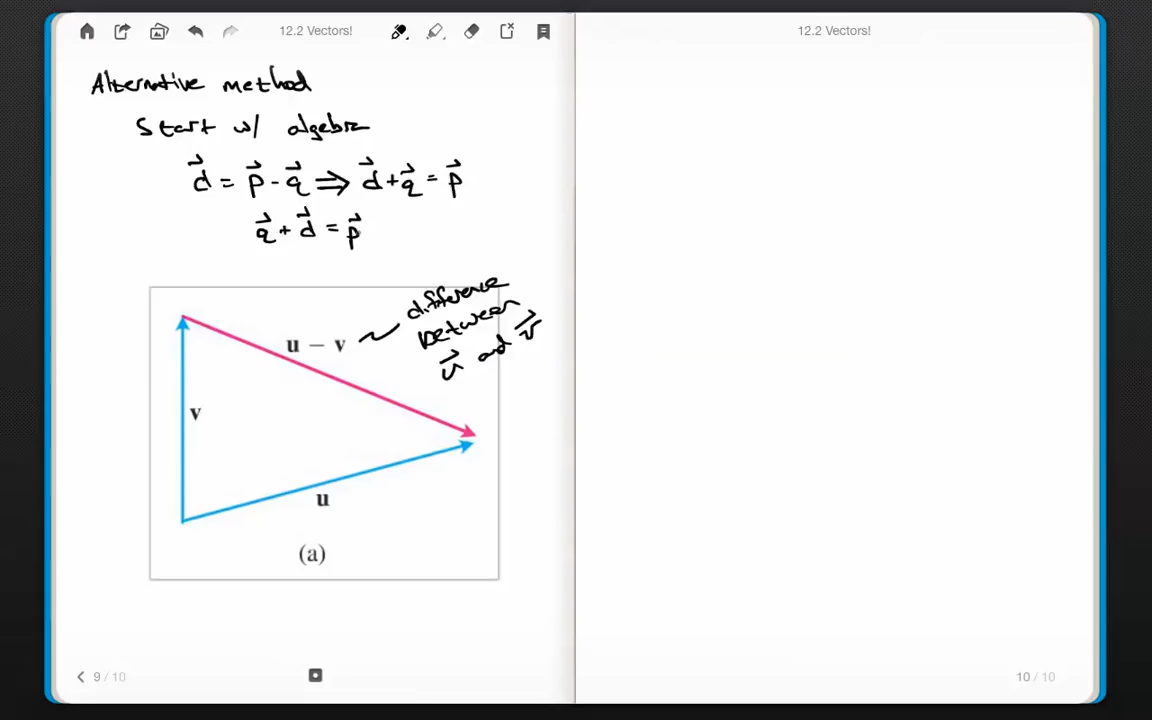 12.2 Vectors!
Alternative method
Start w/ algebra
d⃗ = p⃗ - q⃗ ⟹ d⃗ + q⃗ = p⃗
q⃗ + d⃗ = p⃗
difference
between
u⃗ and v⃗
u − v
v
u
(a)
9 / 10
12.2 Vectors!
10 / 10